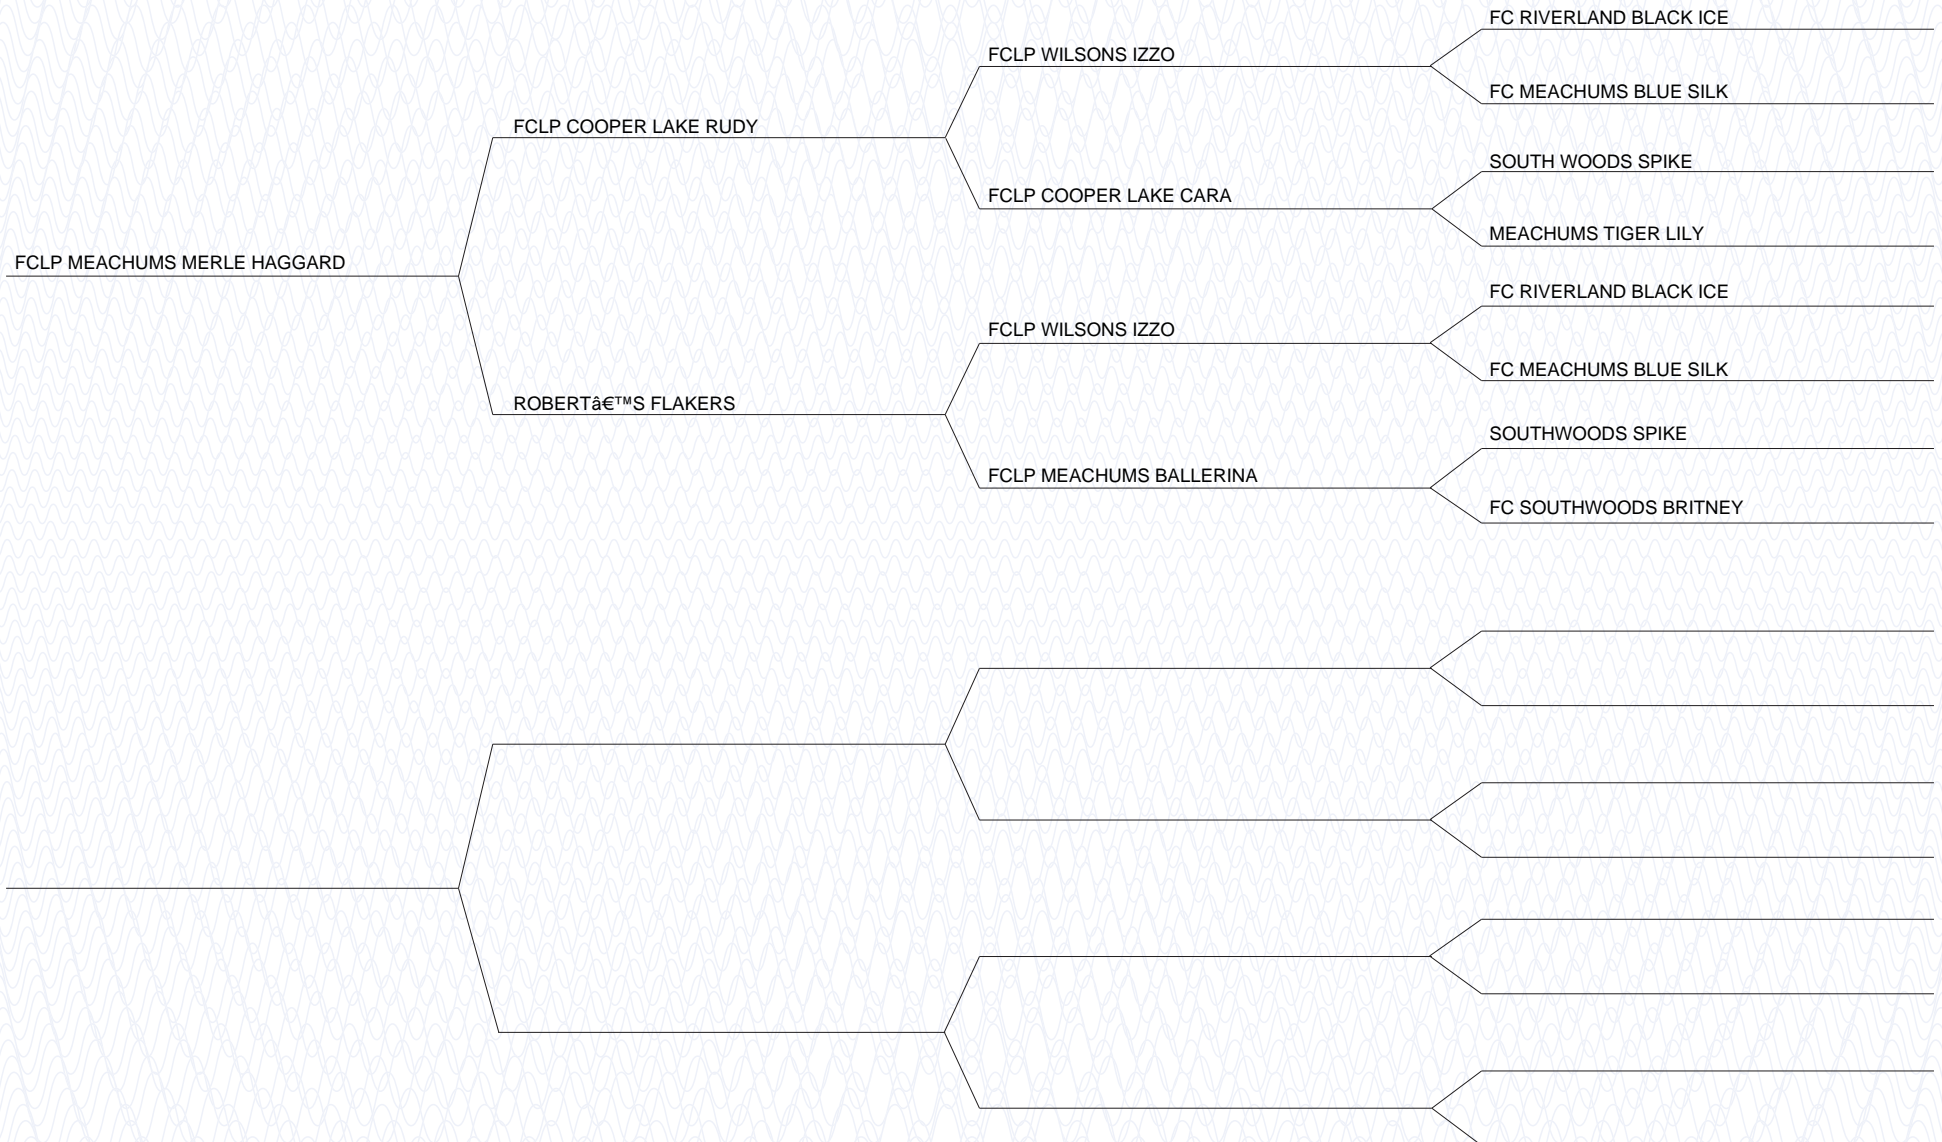 FC RIVERLAND BLACK ICE
FCLP WILSONS IZZO
FC MEACHUMS BLUE SILK
FCLP COOPER LAKE RUDY
SOUTH WOODS SPIKE
FCLP COOPER LAKE CARA
MEACHUMS TIGER LILY
FCLP MEACHUMS MERLE HAGGARD
FC RIVERLAND BLACK ICE
FCLP WILSONS IZZO
FC MEACHUMS BLUE SILK
ROBERTâ€™S FLAKERS
SOUTHWOODS SPIKE
FCLP MEACHUMS BALLERINA
FC SOUTHWOODS BRITNEY